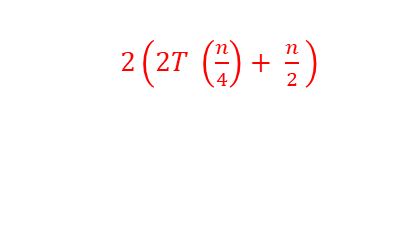 2(2T (n/4) + n/2)